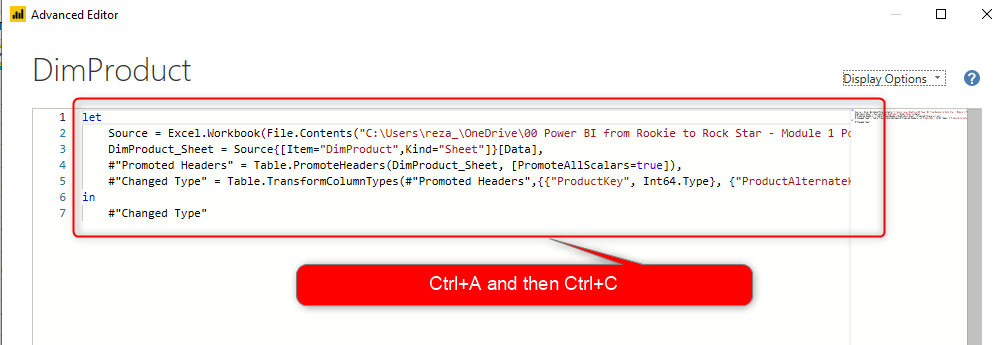 Advanced Editor
DimProduct
Display Options
?
1 let
2 Source = Excel.Workbook(File.Contents("C:\Users\reza_\OneDrive\00 Power BI from Rookie to Rock Star - Module 1 Po
3 DimProduct_Sheet = Source{[Item="DimProduct",Kind="Sheet"]}[Data],
4 #"Promoted Headers" = Table.PromoteHeaders(DimProduct_Sheet, [PromoteAllScalars=true]),
5 #"Changed Type" = Table.TransformColumnTypes(#"Promoted Headers",{{"ProductKey", Int64.Type}, {"ProductAlternateK
6 in
7 #"Changed Type"
Ctrl+A and then Ctrl+C